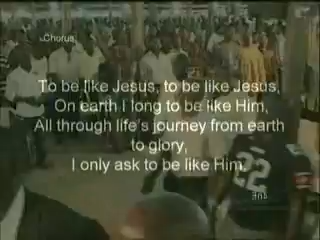 Chorus
To be like Jesus, to be like Jesus,
On earth I long to be like Him,
All through life's journey from earth
to glory,
I only ask to be like Him.
22